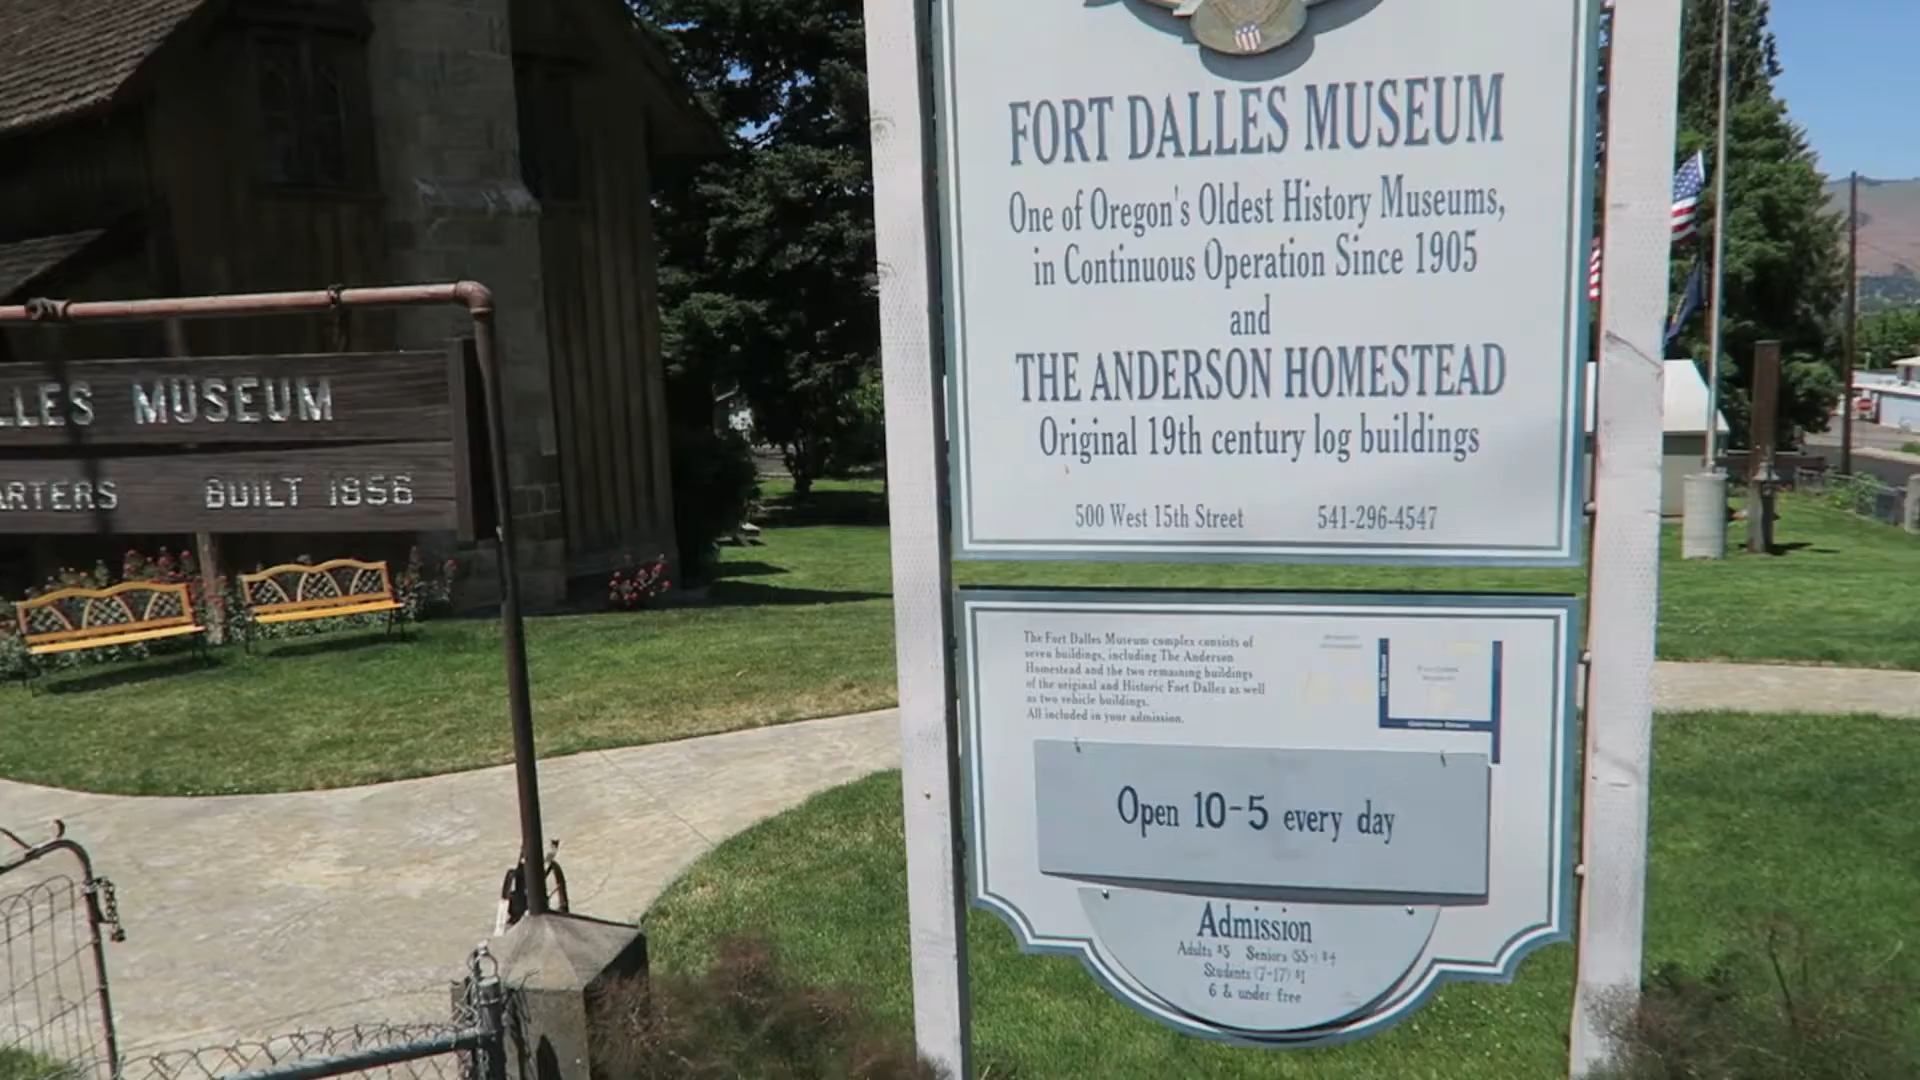 LLES MUSEUM
ARTERS BUILT 1856
FORT DALLES MUSEUM
One of Oregon's Oldest History Museums,
in Continuous Operation Since 1905
and
THE ANDERSON HOMESTEAD
Original 19th century log buildings
500 West 15th Street 541-296-4547
The Fort Dalles Museum complex consists of
seven buildings, including The Anderson
Homestead and the two remaining buildings
of the original and Historic Fort Dalles as well
as two vehicle buildings.
All included in your admission.
Open 10-5 every day
Admission
Adults $5 Seniors (55+) $4
Students (7-17) $1
6 & under free